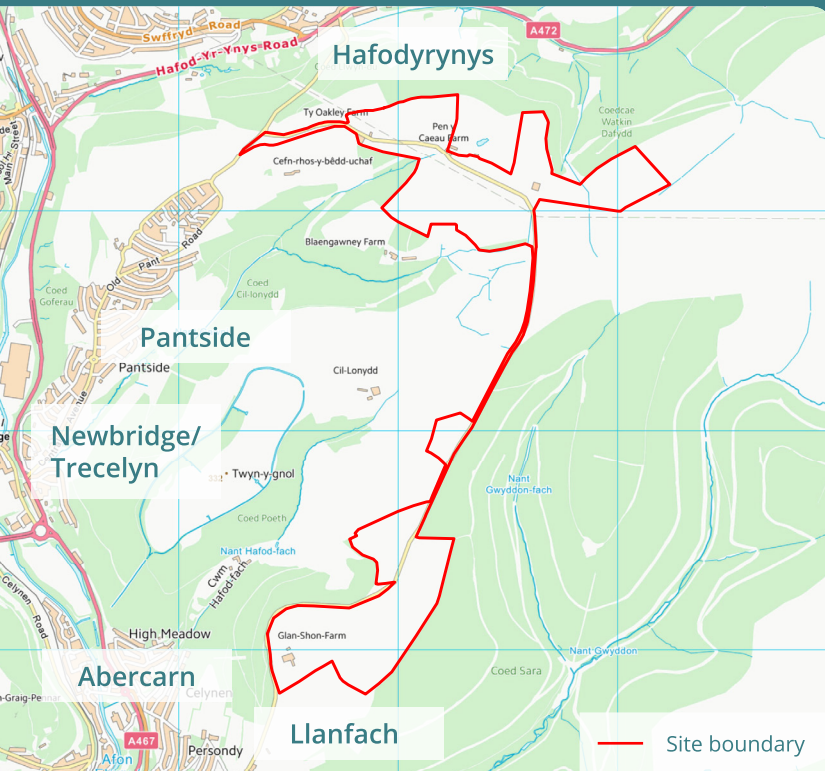 A472
Swffryd Road
Hafod-Yr-Ynys Road
Hafodyrynys
Ty Oakley Farm
Pen y
Caeau Farm
Coedcae
Watkin
Dafydd
Main Street
Cefn-rhos-y-bêdd-uchaf
Old Pant Road
Blaengawney Farm
Coed
Goferau
Coed
Cil-lonydd
Pantside
Pantside
Cil-Lonydd
Newbridge/
Trecelyn
Twyn-y-gnol
Nant
Gwyddon-fach
Coed Poeth
Nant Hafod-fach
Cwm
Hafod-fach
Celynen Road
High Meadow
Glan-Shon-Farm
Nant Gwyddon
Coed Sara
Abercarn
Celynen
Llanfach
A467
Afon
Persondy
Site boundary